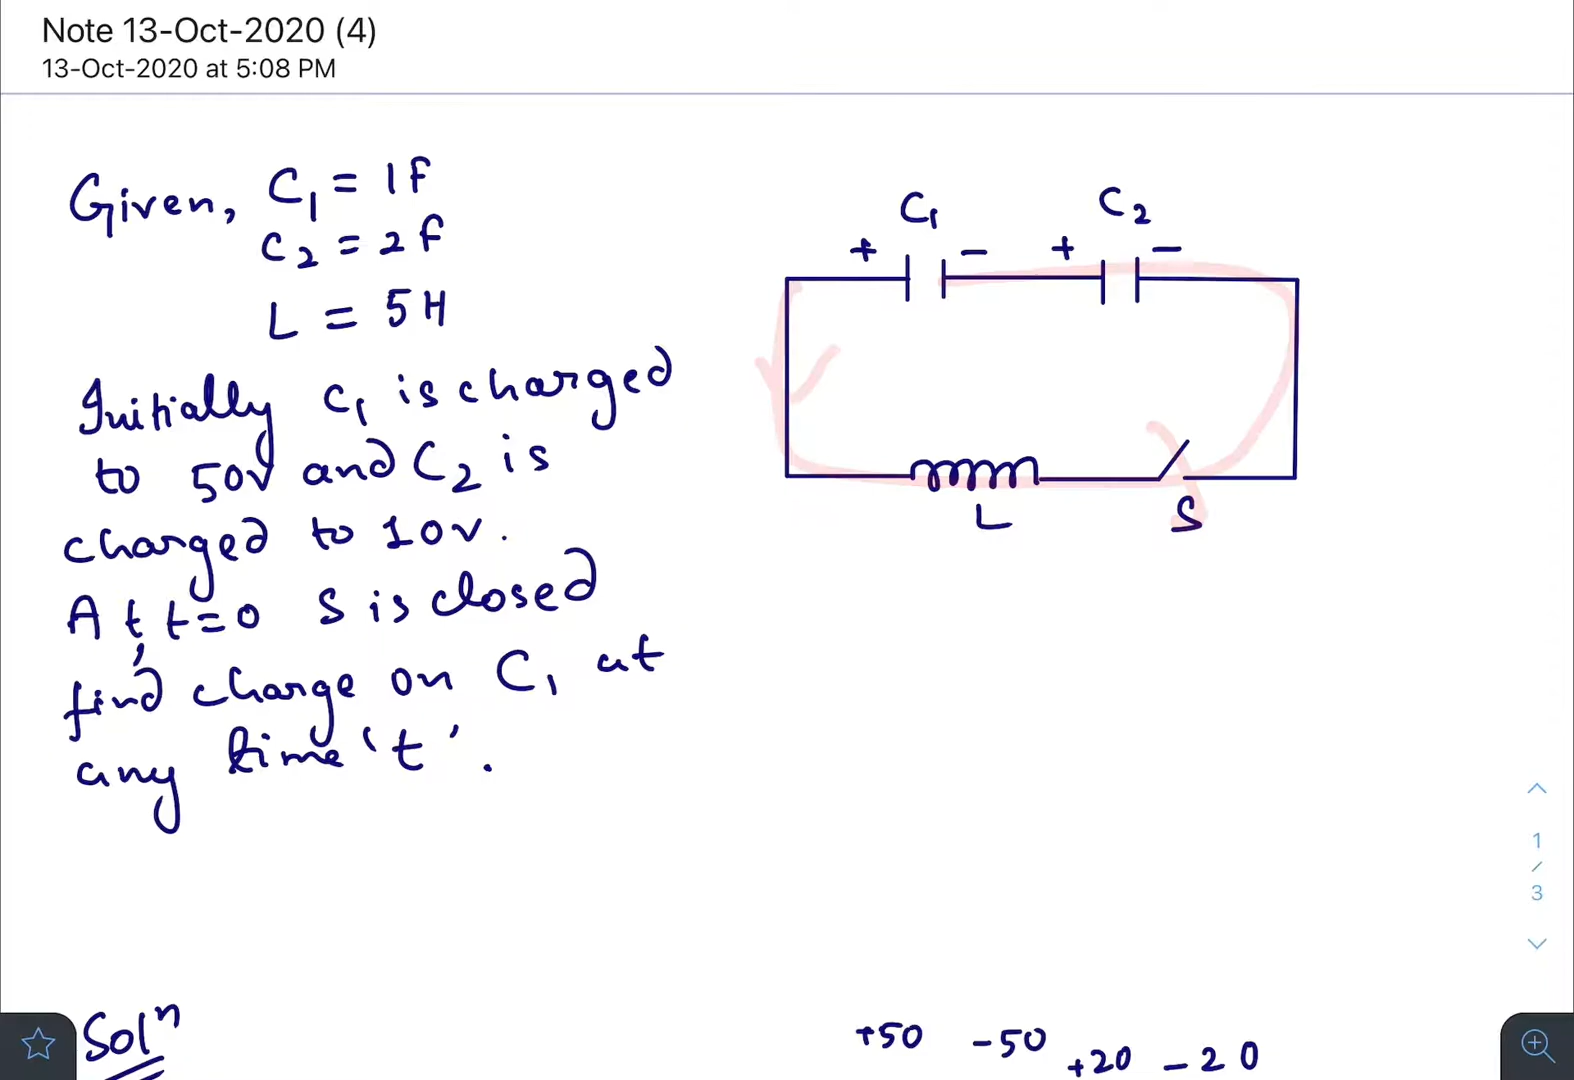 Note 13-Oct-2020 (4)
13-Oct-2020 at 5:08 PM
Given, C1 = 1F
C2 = 2F
L = 5H
Initially C1 is charged
to 50V and C2 is
charged to 10V.
At t=0, S is closed
find charge on C1 at
any time 't'.
C1 C2
+ - + -
L S
1
/
3
Solⁿ
+50 -50 +20 -20